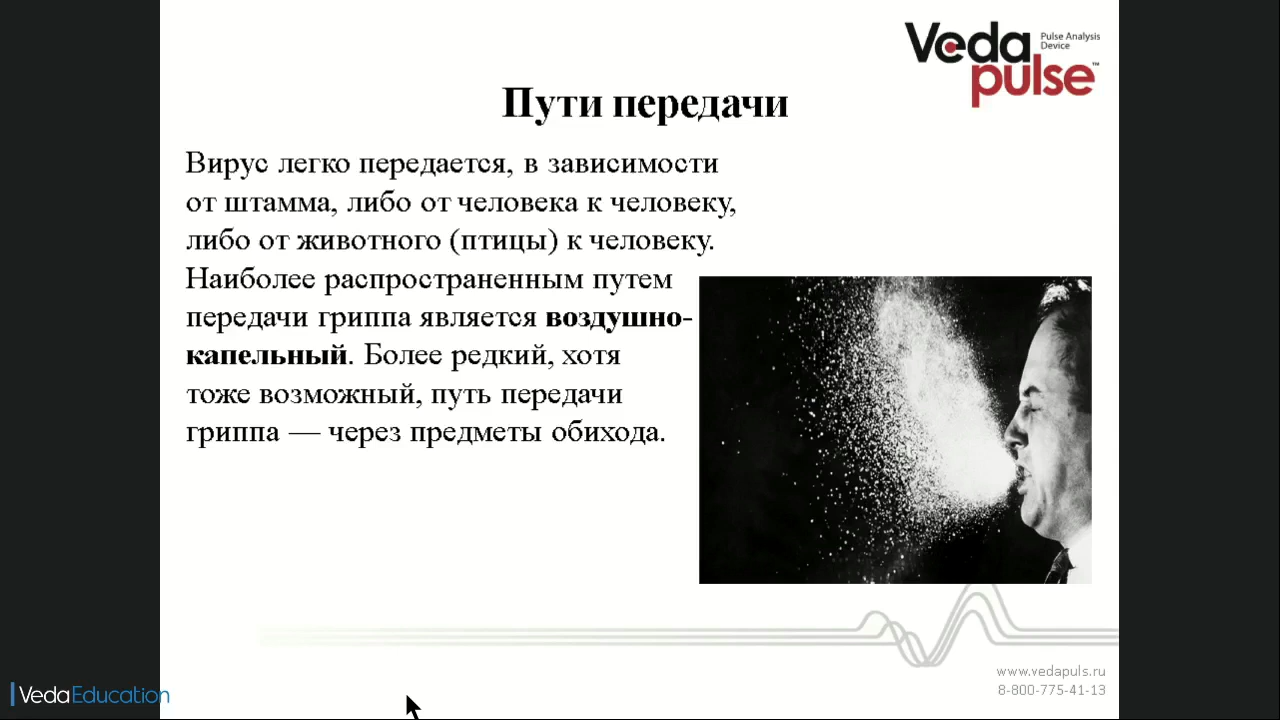 Veda Pulse Analysis
Device
pulse™
Пути передачи
Вирус легко передается, в зависимости
от штамма, либо от человека к человеку,
либо от животного (птицы) к человеку.
Наиболее распространенным путем
передачи гриппа является воздушно-
капельный. Более редкий, хотя
тоже возможный, путь передачи
гриппа — через предметы обихода.
www.vedapuls.ru
8-800-775-41-13
VedaEducation